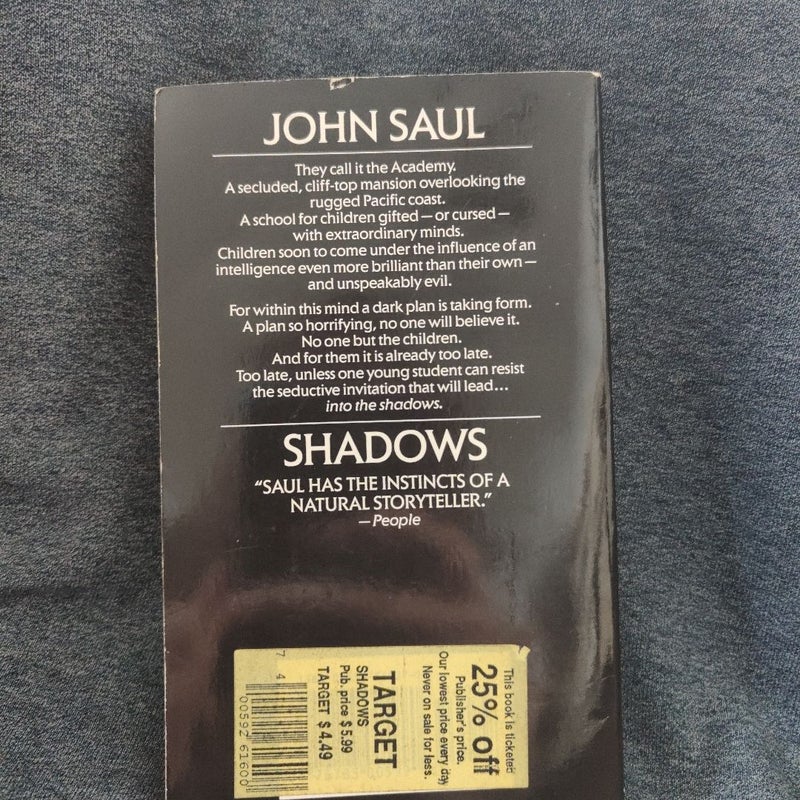 JOHN SAUL
They call it the Academy.
A secluded, cliff-top mansion overlooking the
rugged Pacific coast.
A school for children gifted — or cursed —
with extraordinary minds.
Children soon to come under the influence of an
intelligence even more brilliant than their own —
and unspeakably evil.
For within this mind a dark plan is taking form.
A plan so horrifying, no one will believe it.
No one but the children.
And for them it is already too late.
Too late, unless one young student can resist
the seductive invitation that will lead...
into the shadows.
SHADOWS
"SAUL HAS THE INSTINCTS OF A
NATURAL STORYTELLER."
—People
This book is ticketed
25% off
Publisher's price.
Our lowest price every day
Never on sale for less.
TARGET
SHADOWS
Pub. price $5.99
TARGET $4.49
7 4
00592 61600